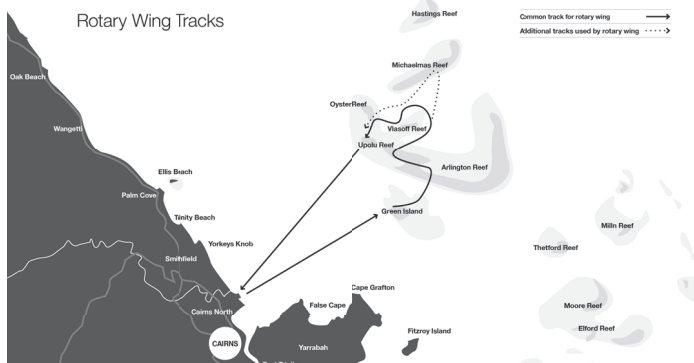 Rotary Wing Tracks
Hastings Reef
Common track for rotary wing
Additional tracks used by rotary wing
Michaelmas Reef
Oak Beach
OysterReef
Wangetti
Vlasoff Reef
Upolu Reef
Arlington Reef
Ellis Bach
Palm Cove
Green Island
Tinity Beach
Milln Reef
Yorkeys Knob
Thetford Reef
Smihfield
Cape Grafton
False Cape
Moore Reef
Cairns North
Fitzroy Island
Elford Reef
CAIRNS
Yarrabah